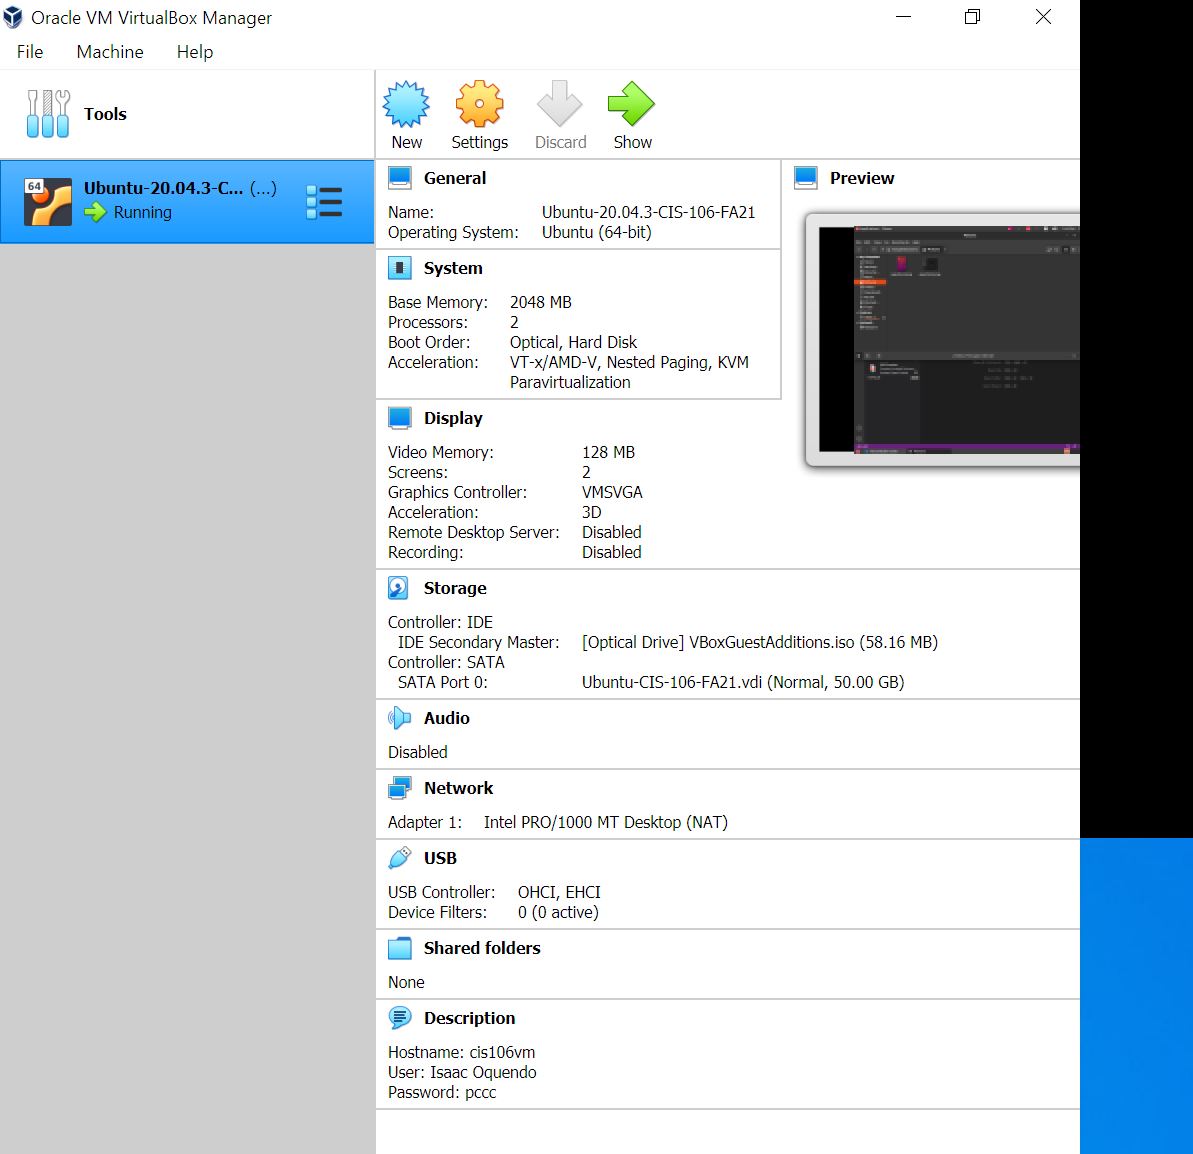 Oracle VM VirtualBox Manager
File Machine Help
Tools
New Settings Discard Show
64
Ubuntu-20.04.3-C... (...)
Running
General
Name: Ubuntu-20.04.3-CIS-106-FA21
Operating System: Ubuntu (64-bit)
Preview
System
Base Memory: 2048 MB
Processors: 2
Boot Order: Optical, Hard Disk
Acceleration: VT-x/AMD-V, Nested Paging, KVM
Paravirtualization
Display
Video Memory: 128 MB
Screens: 2
Graphics Controller: VMSVGA
Acceleration: 3D
Remote Desktop Server: Disabled
Recording: Disabled
Storage
Controller: IDE
IDE Secondary Master: [Optical Drive] VBoxGuestAdditions.iso (58.16 MB)
Controller: SATA
SATA Port 0: Ubuntu-CIS-106-FA21.vdi (Normal, 50.00 GB)
Audio
Disabled
Network
Adapter 1: Intel PRO/1000 MT Desktop (NAT)
USB
USB Controller: OHCI, EHCI
Device Filters: 0 (0 active)
Shared folders
None
Description
Hostname: cis106vm
User: Isaac Oquendo
Password: pccc